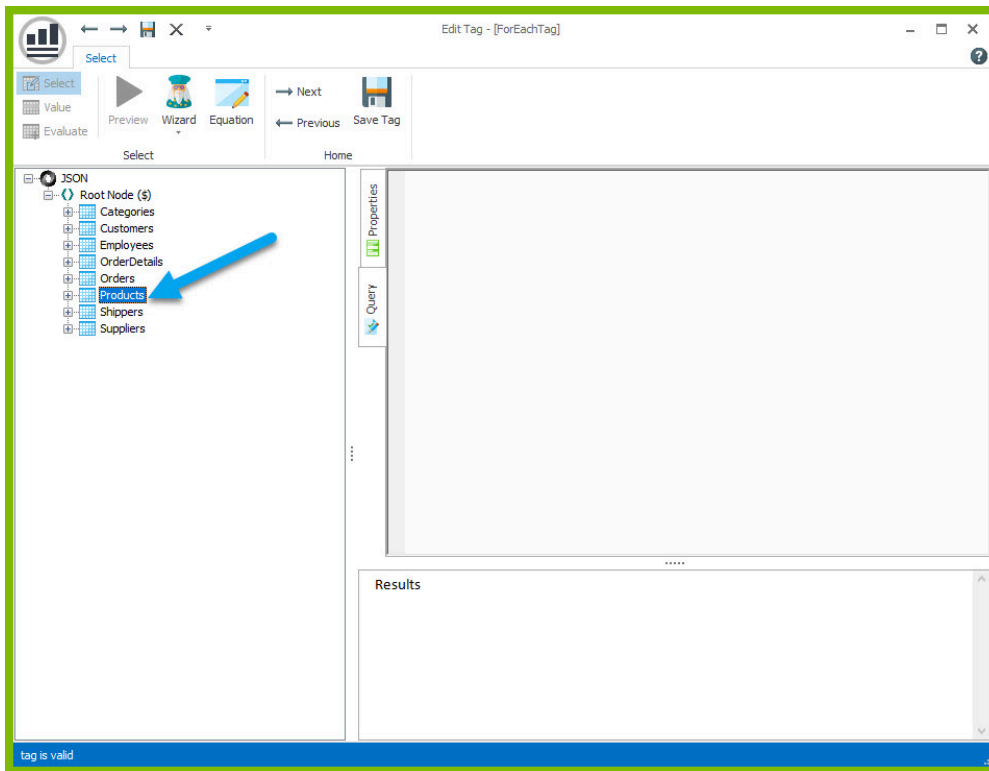 Edit Tag - [ForEachTag]
Select
Select
Value
Evaluate
Preview
Wizard
Equation
Select
Next
Previous
Save Tag
Home
JSON
Root Node ($)
Categories
Customers
Employees
OrderDetails
Orders
Products
Shippers
Suppliers
Properties
Query
Results
tag is valid